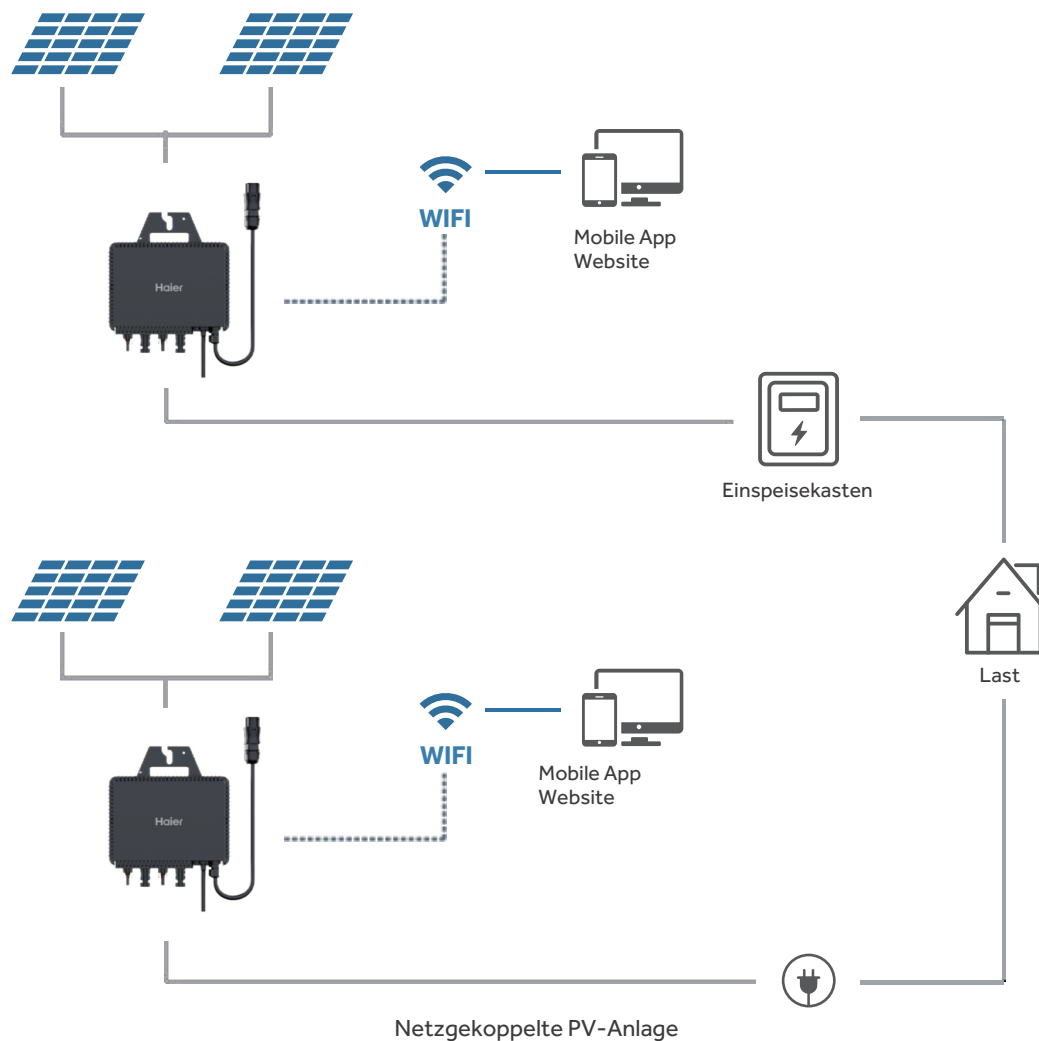 WIFI
Mobile App
Website
Haier
Einspeisekasten
Last
WIFI
Mobile App
Website
Haier
Netzgekoppelte PV-Anlage